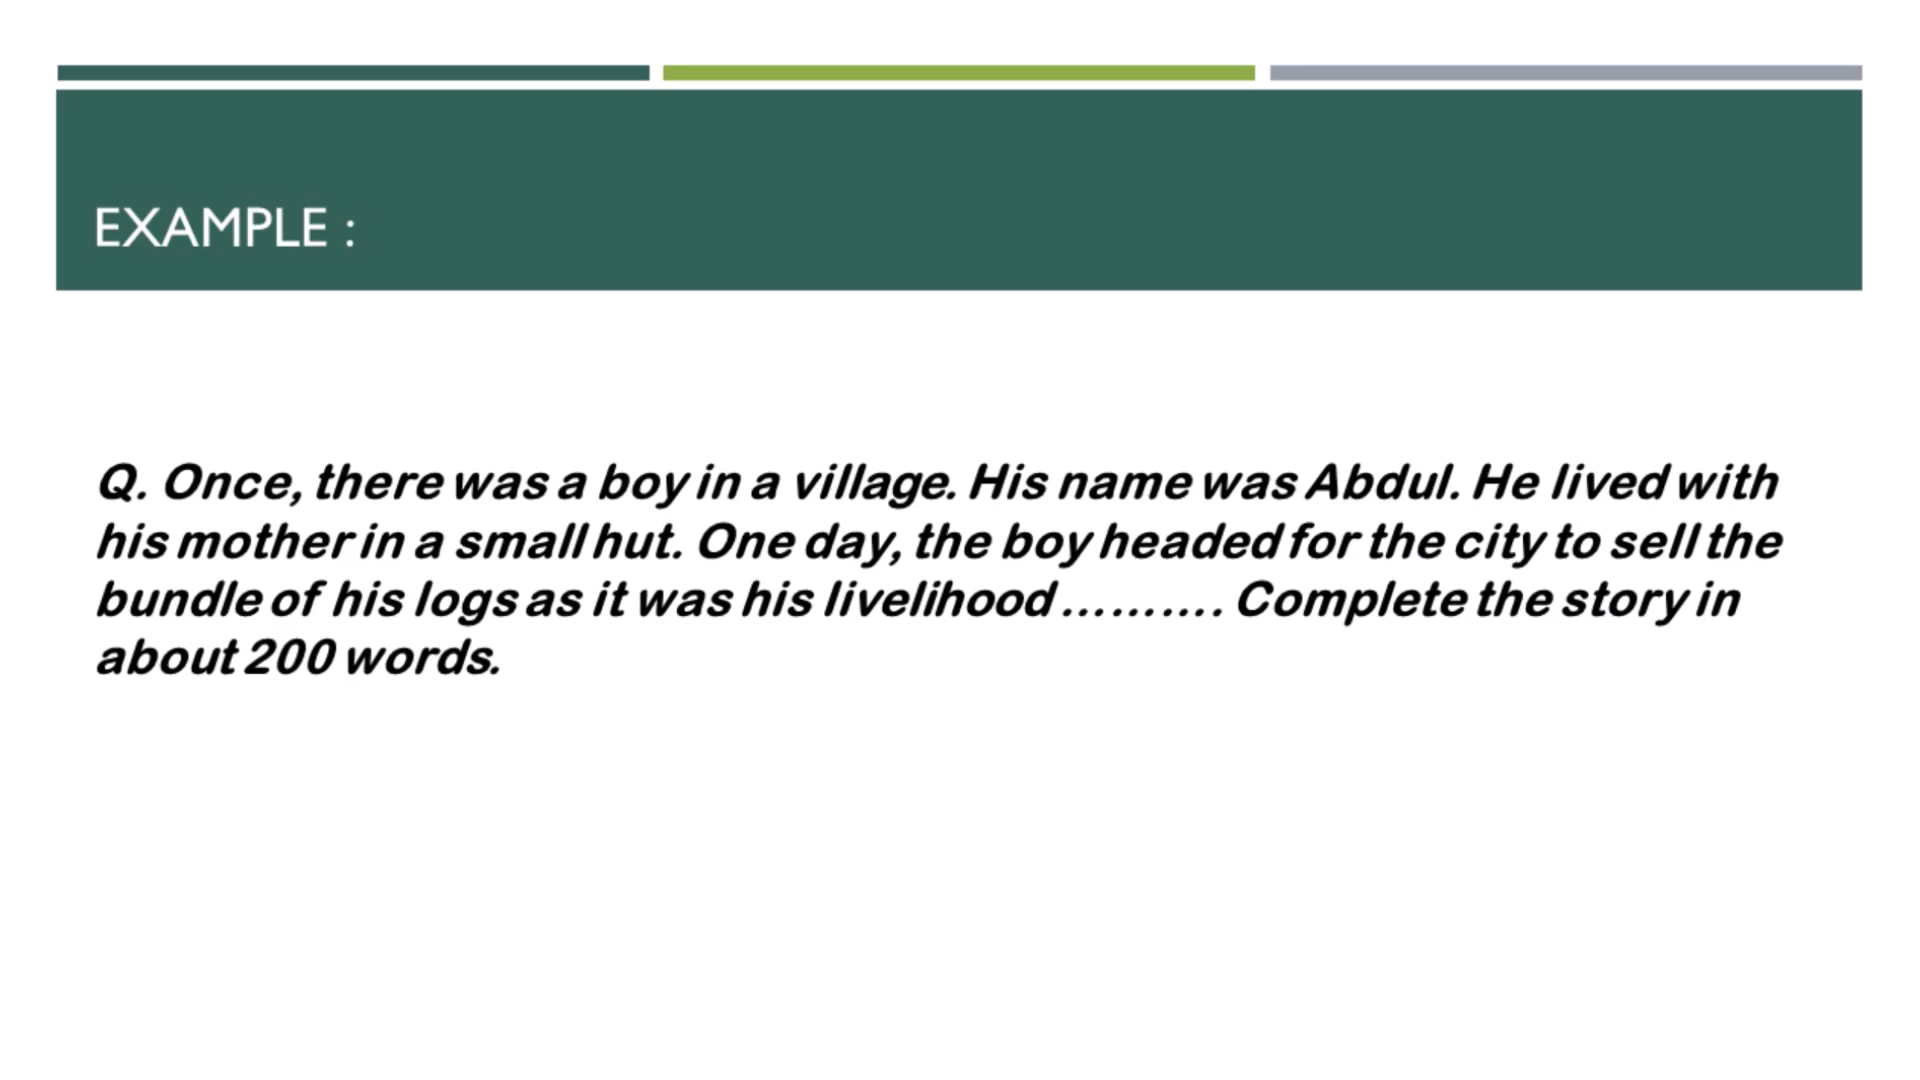 EXAMPLE :
Q. Once, there was a boy in a village. His name was Abdul. He lived with
his mother in a small hut. One day, the boy headed for the city to sell the
bundle of his logs as it was his livelihood .......... Complete the story in
about 200 words.